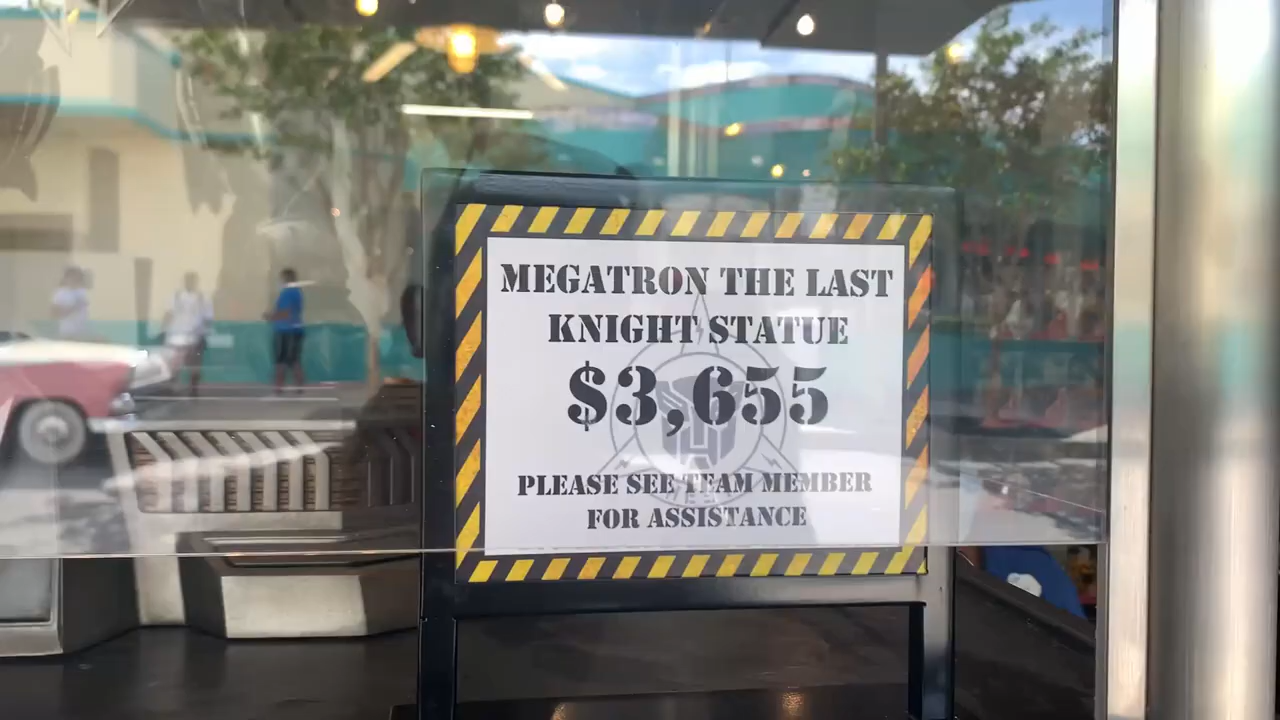 MEGATRON THE LAST
KNIGHT STATUE
$3,655
PLEASE SEE TEAM MEMBER
FOR ASSISTANCE